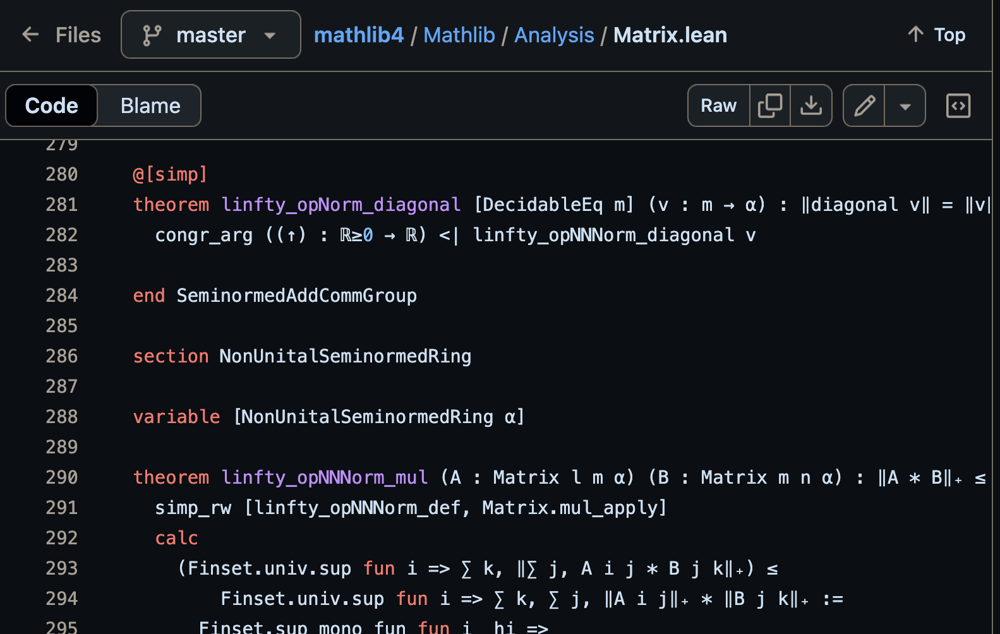 ← Files master mathlib4 / Mathlib / Analysis / Matrix.lean ↑ Top
Code Blame Raw
279
280 @[simp]
281 theorem linfty_opNorm_diagonal [DecidableEq m] (v : m → α) : ‖diagonal v‖ = ‖v‖
282 congr_arg ((↑) : ℝ≥0 → ℝ) <| linfty_opNNNorm_diagonal v
283
284 end SeminormedAddCommGroup
285
286 section NonUnitalSeminormedRing
287
288 variable [NonUnitalSeminormedRing α]
289
290 theorem linfty_opNNNorm_mul (A : Matrix l m α) (B : Matrix m n α) : ‖A * B‖₊ ≤
291 simp_rw [linfty_opNNNorm_def, Matrix.mul_apply]
292 calc
293 (Finset.univ.sup fun i => ∑ k, ‖∑ j, A i j * B j k‖₊) ≤
294 Finset.univ.sup fun i => ∑ k, ∑ j, ‖A i j‖₊ * ‖B j k‖₊ :=
295 Finset.sup_mono_fun fun i _hi =>